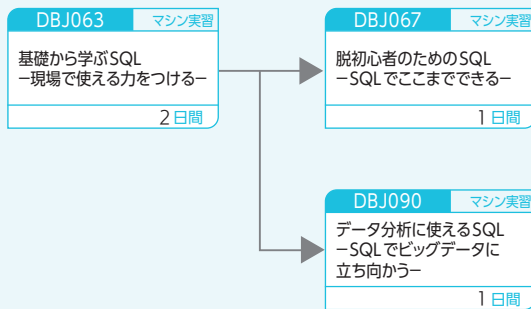 DBJ063 マシン実習
基礎から学ぶSQL
−現場で使える力をつける−
2日間
DBJ067 マシン実習
脱初心者のためのSQL
−SQLでここまでできる−
1日間
DBJ090 マシン実習
データ分析に使えるSQL
−SQLでビッグデータに
立ち向かう−
1日間